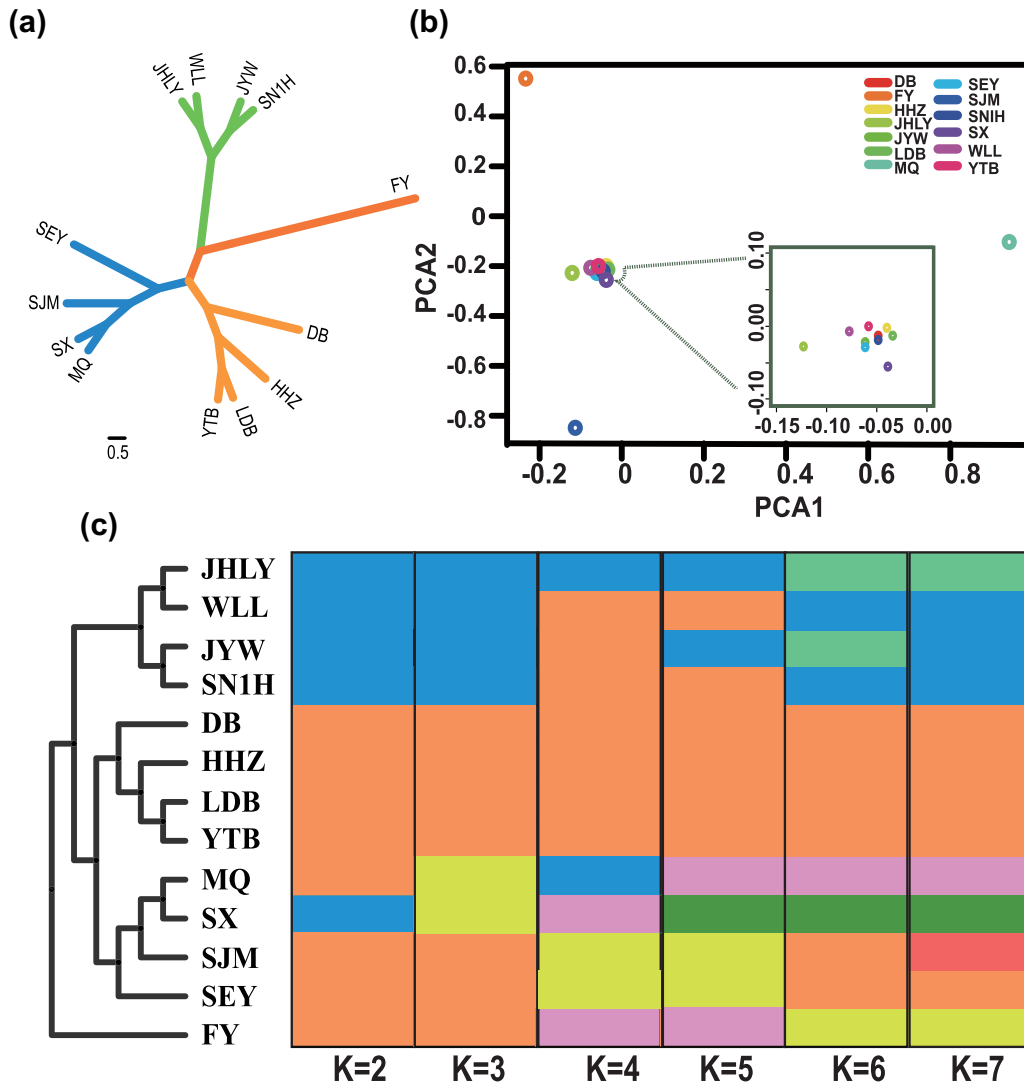 (a)
WLL
JHLY
JYW
SN1H
FY
SEY
SJM
SX
MQ
DB
HHZ
LDB
YTB
0.5
(b)
0.6
0.4
0.2
0
-0.2
-0.4
-0.6
-0.8
PCA2
DB
FY
HHZ
JHLY
JYW
LDB
MQ
SEY
SJM
SNIH
SX
WLL
YTB
0.10
0.00
-0.10
-0.15
-0.10
-0.05
0.00
-0.2
0
0.2
0.4
0.6
0.8
PCA1
(c)
JHLY
WLL
JYW
SN1H
DB
HHZ
LDB
YTB
MQ
SX
SJM
SEY
FY
K=2
K=3
K=4
K=5
K=6
K=7